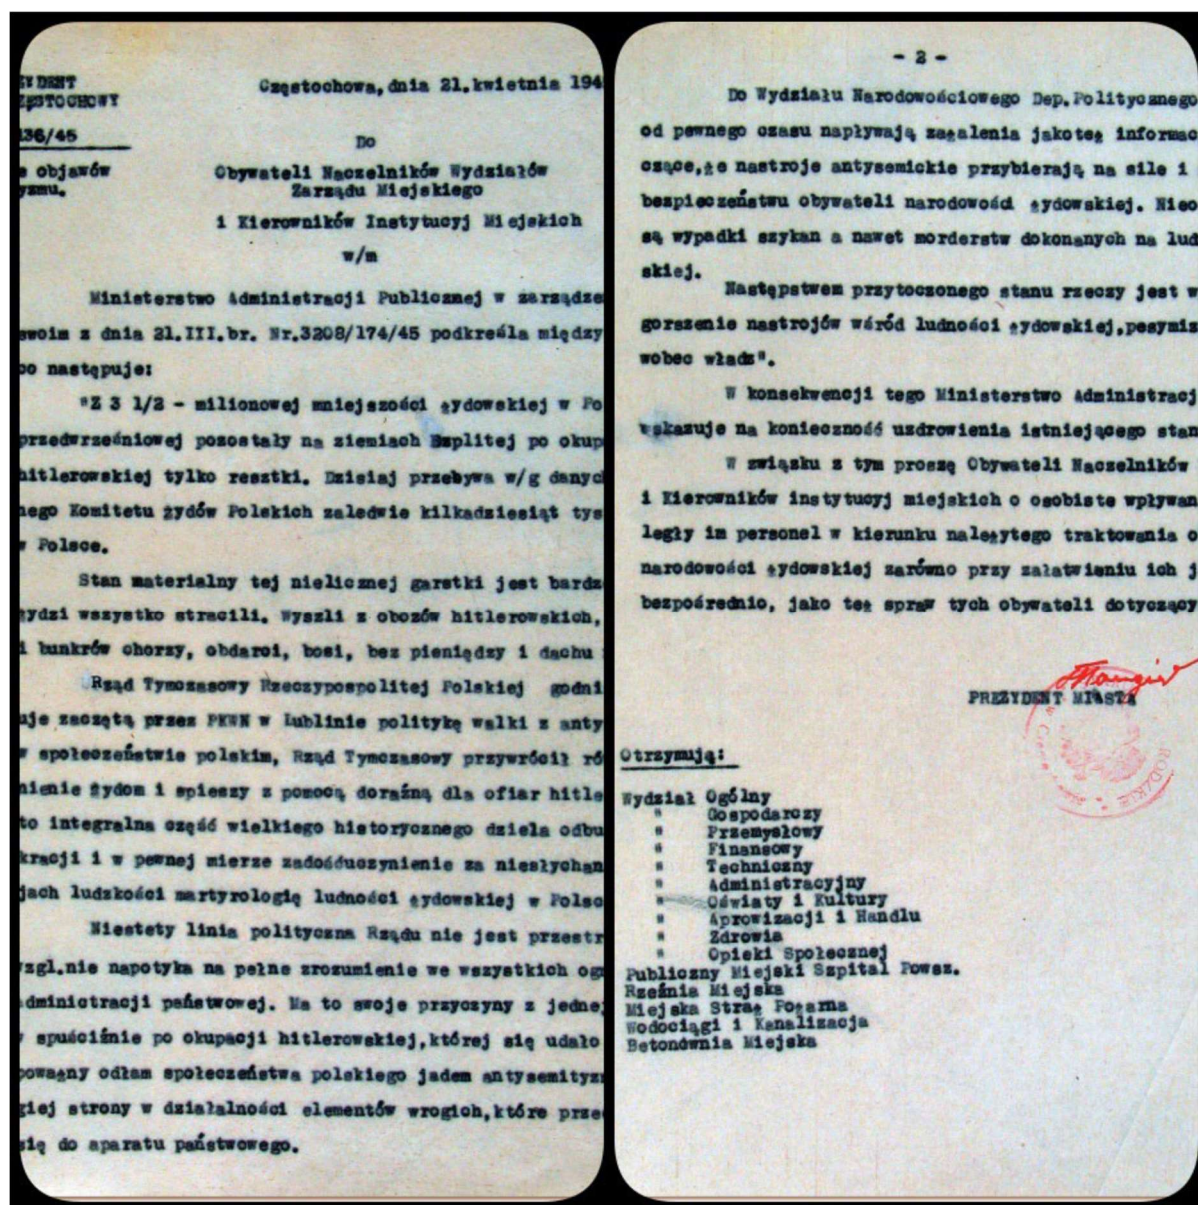 ZYDENT
ZĘSTOCHOWY
136/45
e objawów
yzmu.
Częstochowa,dnia 21.kwietnia 194
Do
Obywateli Naczelników Wydziałów
Zarządu Miejskiego
i Kierowników Instytucyj Miejskich
w/m
Ministerstwo Administracji Publicznej w zarządze
swoim z dnia 21.III.br. Nr.3208/174/45 podkreśla między
co następuje:
"Z 3 1/2 - milionowej mniejszości żydowskiej w Po
przedwrześniowej pozostały na ziemiach Rzplitej po okup
hitlerowskiej tylko resztki. Dzisiaj przebywa w/g danyc
nego Komitetu Żydów Polskich zaledwie kilkadziesiąt tys
w Polsce.
Stan materialny tej nielicznej garstki jest bardz
żydzi wszystko stracili. Wyszli z obozów hitlerowskich,
i bunkrów chorzy, obdarci, bosi, bez pieniędzy i dachu
Rząd Tymczasowy Rzeczypospolitej Polskiej godni
uje zaczętą przez PKWN w Lublinie politykę walki z anty
w społeczeństwie polskim, Rząd Tymczasowy przywrócił ró
nienie Żydom i spieszy z pomocą doraźną dla ofiar hitle
to integralna część wielkiego historycznego dzieła odbu
kracji i w pewnej mierze zadośduczynienie za niesłychan
jach ludzkości martyrologię ludności żydowskiej w Polsc
Niestety linia polityczna Rządu nie jest przestr
wzgl.nie napotyka na pełne zrozumienie we wszystkich og
dminictracji państwowej. Ma to swoje przyczyny z jednej
w spuściźnie po okupacji hitlerowskiej,której się udało
poważny odłam społeczeństwa polskiego jadem antysemityz
giej strony w działalności elementów wrogich,które prze
się do aparatu państwowego.
- 2 -
Do Wydziału Narodowościowego Dep.Politycznego
od pewnego czasu napływają zażalenia jakoteż informac
czące,że nastroje antysemickie przybierają na sile i
bezpieczeństwu obywateli narodowości żydowskiej. Nieo
są wypadki szykan a nawet morderstw dokonanych na lud
skiej.
Następstwem przytoczonego stanu rzeczy jest w
gorszenie nastrojów wśród ludności żydowskiej,pesymiz
wobec władz".
W konsekwencji tego Ministerstwo Administracj
wskazuje na konieczność uzdrowienia istniejącego stan
W związku z tym proszę Obywateli Naczelników
i Kierowników instytucyj miejskich o osobiste wpływan
legły im personel w kierunku należytego traktowania o
narodowości żydowskiej zarówno przy załatwieniu ich j
bezpośrednio, jako też spraw tych obywateli dotyczący
PREZYDENT MIASTA
Otrzymują:
Wydział Ogólny
" Gospodarczy
" Przemysłowy
" Finansowy
" Techniczny
" Administracyjny
" Oświaty i Kultury
" Aprowizacji i Handlu
" Zdrowia
" Opieki Społecznej
Publiczny Miejski Szpital Powsz.
Rzeźnia Miejska
Miejska Straż Pożarna
Wodociągi i Kanalizacja
Betonównia Miejska